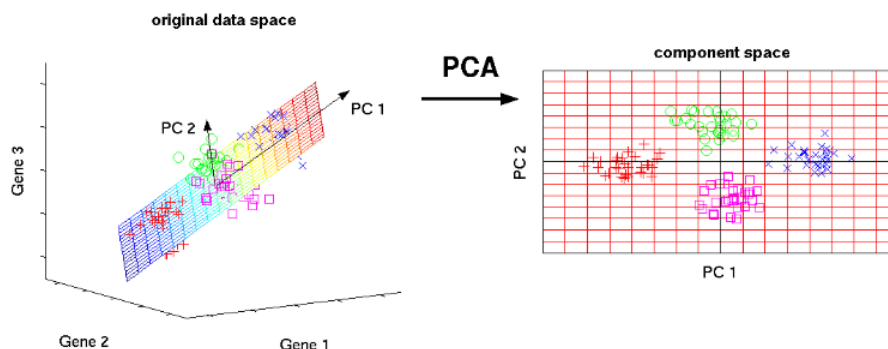 original data space
PC 1
PC 2
Gene 3
Gene 2
Gene 1
PCA
component space
PC 2
PC 1